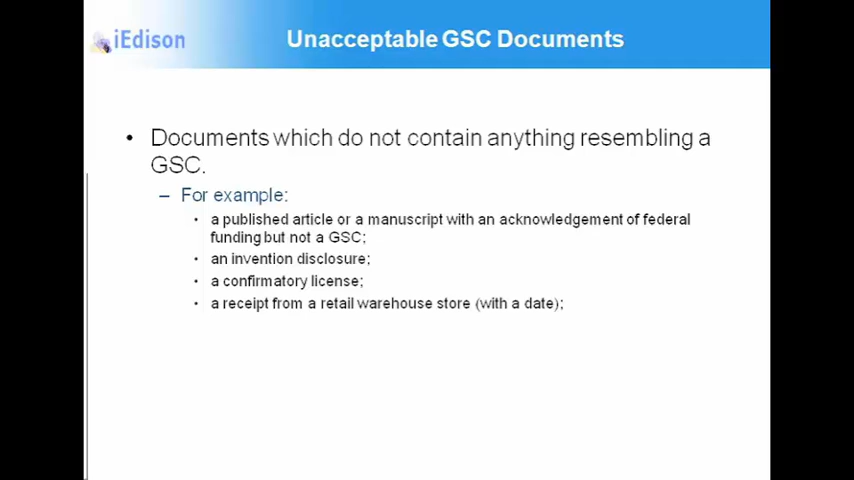 iEdison
Unacceptable GSC Documents
• Documents which do not contain anything resembling a
GSC.
– For example:
• a published article or a manuscript with an acknowledgement of federal
funding but not a GSC;
• an invention disclosure;
• a confirmatory license;
• a receipt from a retail warehouse store (with a date);